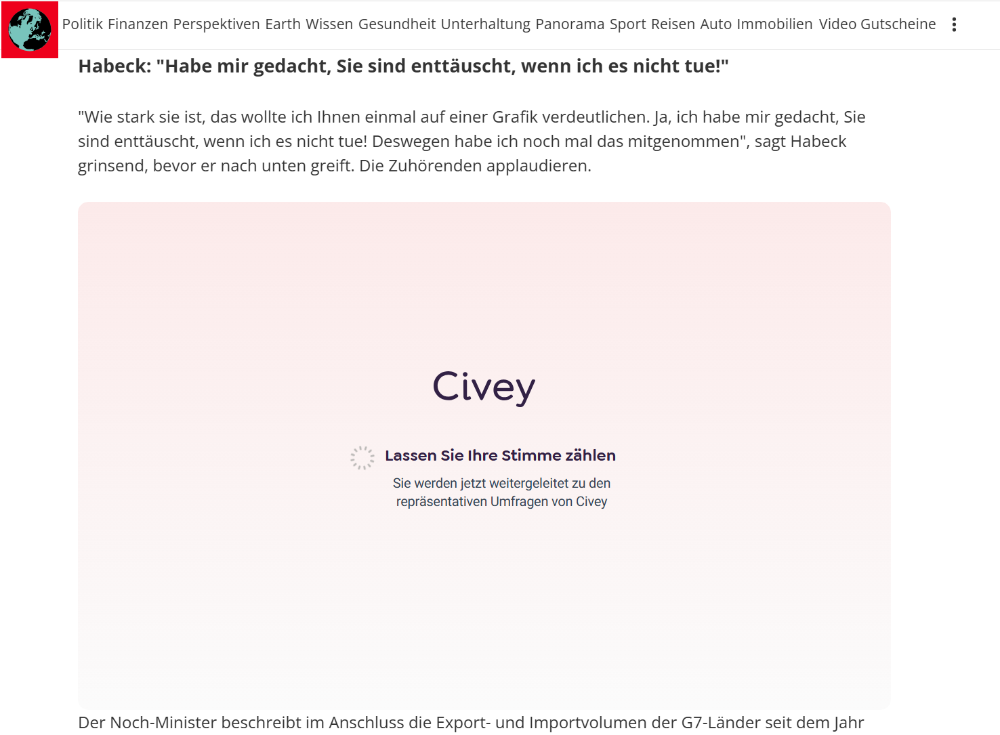 Politik Finanzen Perspektiven Earth Wissen Gesundheit Unterhaltung Panorama Sport Reisen Auto Immobilien Video Gutscheine
Habeck: "Habe mir gedacht, Sie sind enttäuscht, wenn ich es nicht tue!"
"Wie stark sie ist, das wollte ich Ihnen einmal auf einer Grafik verdeutlichen. Ja, ich habe mir gedacht, Sie
sind enttäuscht, wenn ich es nicht tue! Deswegen habe ich noch mal das mitgenommen", sagt Habeck
grinsend, bevor er nach unten greift. Die Zuhörenden applaudieren.
Civey
Lassen Sie Ihre Stimme zählen
Sie werden jetzt weitergeleitet zu den
repräsentativen Umfragen von Civey
Der Noch-Minister beschreibt im Anschluss die Export- und Importvolumen der G7-Länder seit dem Jahr